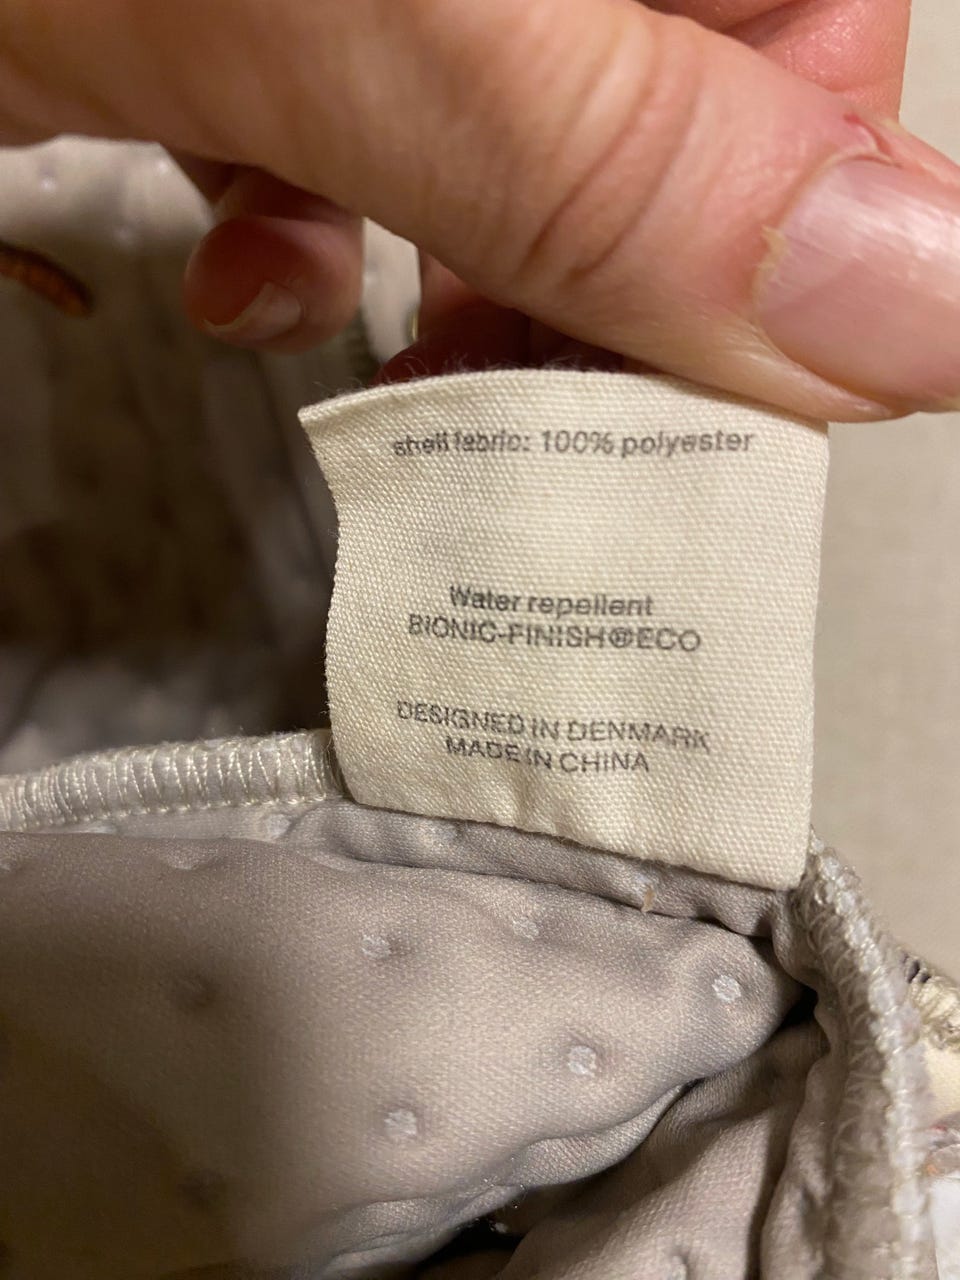 shell fabric: 100% polyester
Water repellent
BIONIC-FINISH®ECO
DESIGNED IN DENMARK
MADE IN CHINA